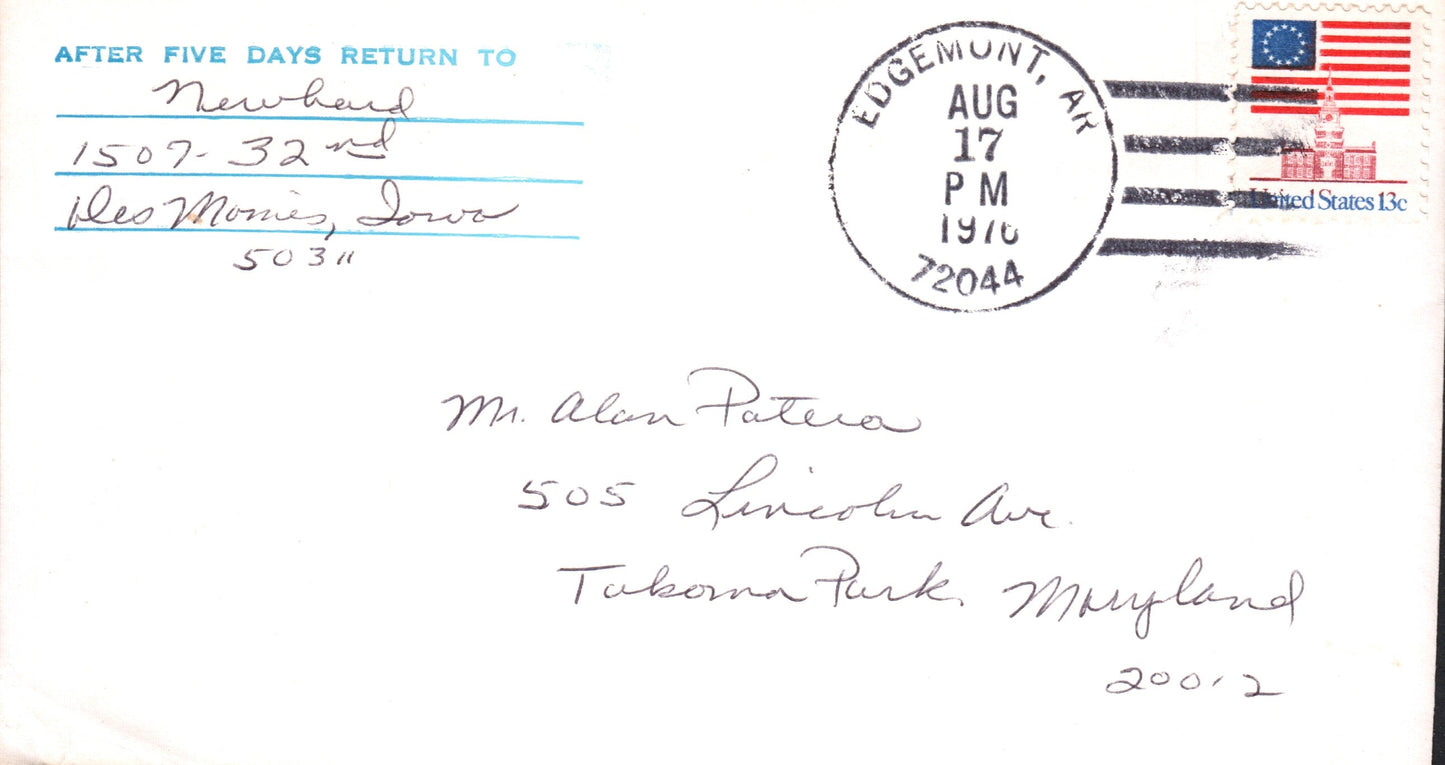 AFTER FIVE DAYS RETURN TO
Newhard
1507- 32nd
Des Moines, Iowa
50311
EDGEMONT, AR
AUG
17
PM
1976
72044
United States 13c
Mr. Alan Patera
505 Lincoln Ave.
Takoma Park, Maryland
20012